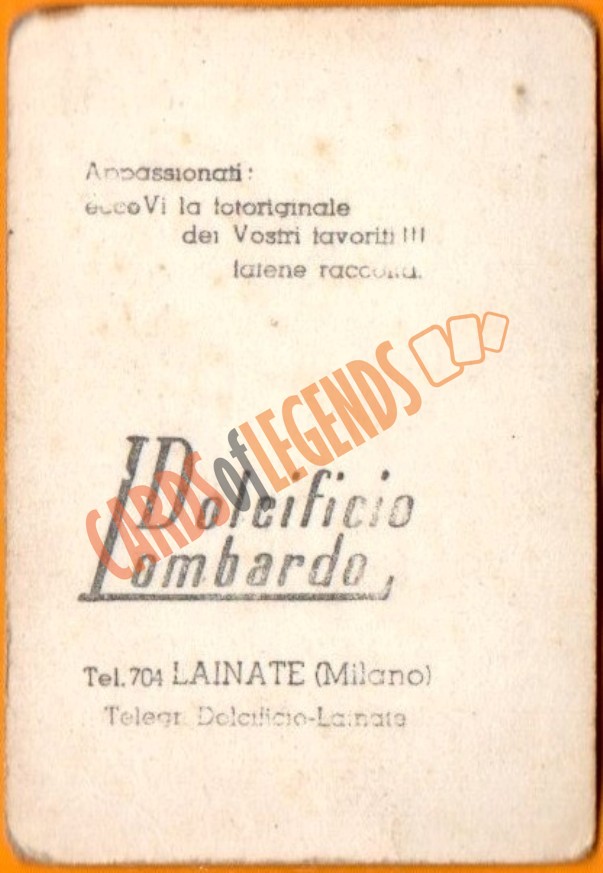 Appassionati:
eccoVi la fotoriginale
dei Vostri favoriti!!!
fatene raccolta.
CARDS of LEGENDS
Dolcificio
Lombardo
Tel. 704 LAINATE (Milano)
Telegr. Dolcificio-Lainate